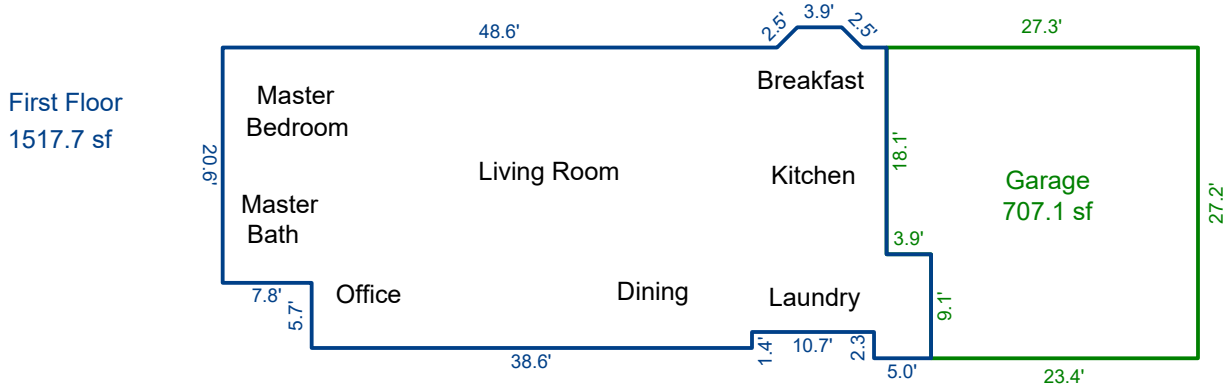 3.9'
2.5'
2.5'
48.6'
27.3'
First Floor
1517.7 sf
Master
Bedroom
Breakfast
20.6'
Living Room
Kitchen
18.1'
Garage
707.1 sf
27.2'
Master
Bath
3.9'
7.8'
5.7'
Office
Dining
Laundry
9.1'
38.6'
1.4'
10.7'
2.3
5.0'
23.4'